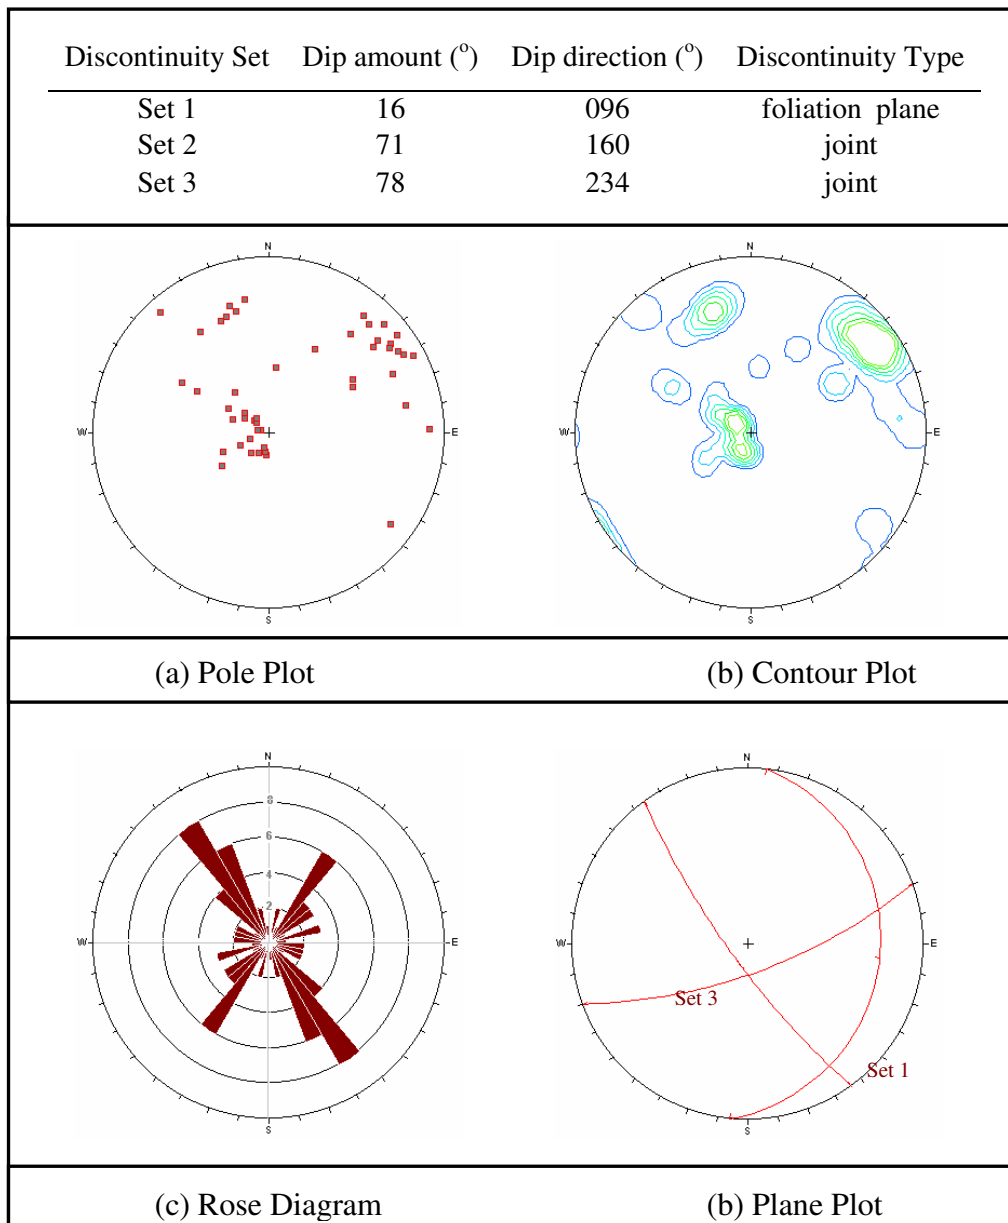 Discontinuity Set Dip amount (°) Dip direction (°) Discontinuity Type
Set 1 16 096 foliation plane
Set 2 71 160 joint
Set 3 78 234 joint
N
W
E
S
N
W
E
S
(a) Pole Plot
(b) Contour Plot
N
8
6
4
2
W
E
S
N
W
E
Set 3
Set 1
S
(c) Rose Diagram
(b) Plane Plot